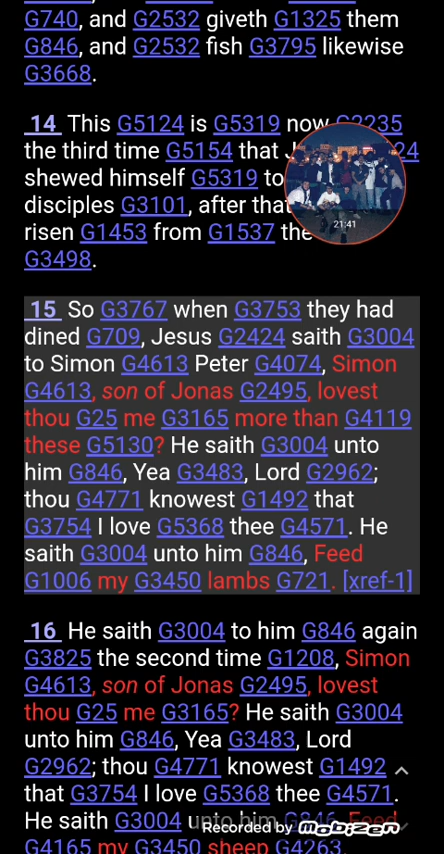 G740, and G2532 giveth G1325 them
G846, and G2532 fish G3795 likewise
G3668.
14 This G5124 is G5319 now G2235
the third time G5154 that 24
shewed himself G5319 to
disciples G3101, after that
21:41
risen G1453 from G1537 the
G3498.
15 So G3767 when G3753 they had
dined G709, Jesus G2424 saith G3004
to Simon G4613 Peter G4074, Simon
G4613, son of Jonas G2495, lovest
thou G25 me G3165 more than G4119
these G5130? He saith G3004 unto
him G846, Yea G3483, Lord G2962;
thou G4771 knowest G1492 that
G3754 I love G5368 thee G4571. He
saith G3004 unto him G846, Feed
G1006 my G3450 lambs G721. [xref-1]
16 He saith G3004 to him G846 again
G3825 the second time G1208, Simon
G4613, son of Jonas G2495, lovest
thou G25 me G3165? He saith G3004
unto him G846, Yea G3483, Lord
G2962; thou G4771 knowest G1492
that G3754 I love G5368 thee G4571.
He saith G3004 unto him G846, Feed
Recorded by mobizen
G4165 my G3450 sheep G4263.